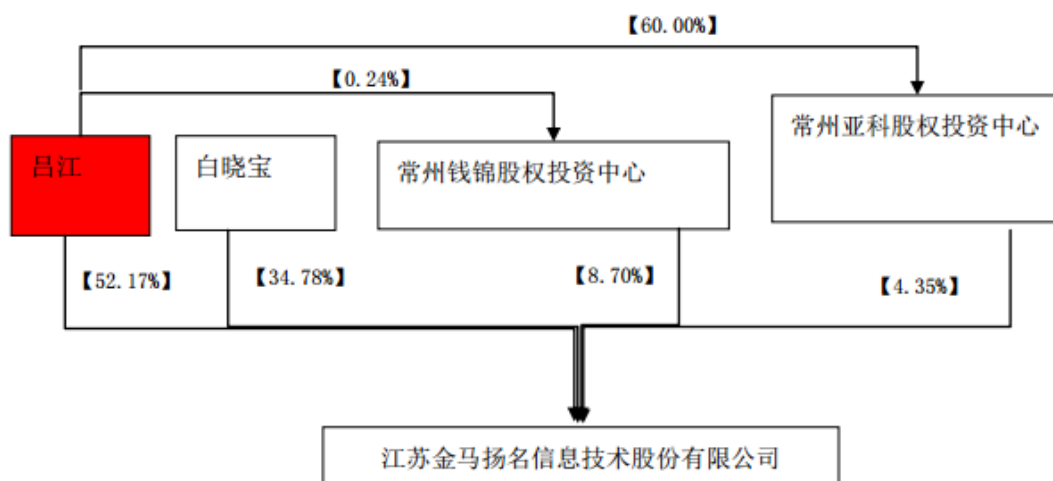 【60.00%】
【0.24%】
吕江
白晓宝
常州钱锦股权投资中心
常州亚科股权投资中心
【52.17%】
【34.78%】
【8.70%】
【4.35%】
江苏金马扬名信息技术股份有限公司